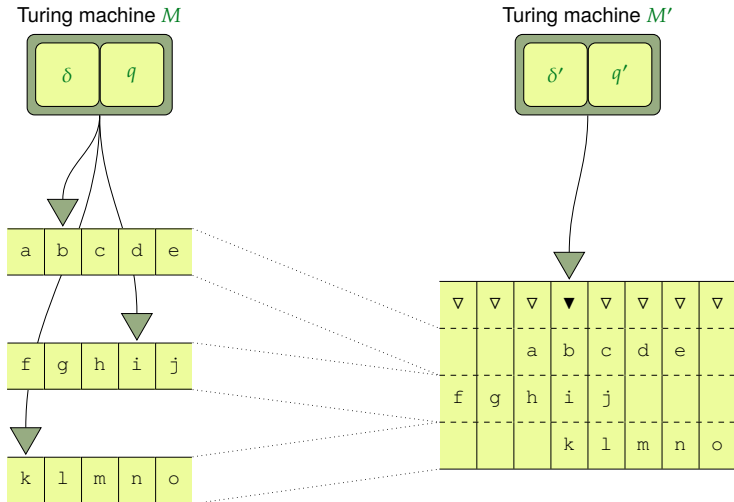 Turing machine M
δ q
a b c d e
f g h i j
k l m n o
Turing machine M′
δ′ q′
▽ ▽ ▽ ▼ ▽ ▽ ▽ ▽
a b c d e
f g h i j
k l m n o